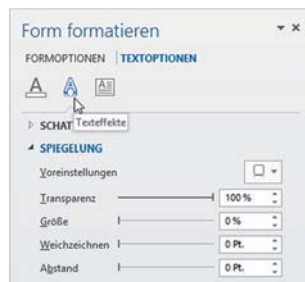 Form formatieren
FORMOPTIONEN TEXTOPTIONEN
SCHAT Texteffekte
SPIEGELUNG
Voreinstellungen
Transparenz 100 %
Größe 0 %
Weichzeichnen 0 Pt.
Abstand 0 Pt.